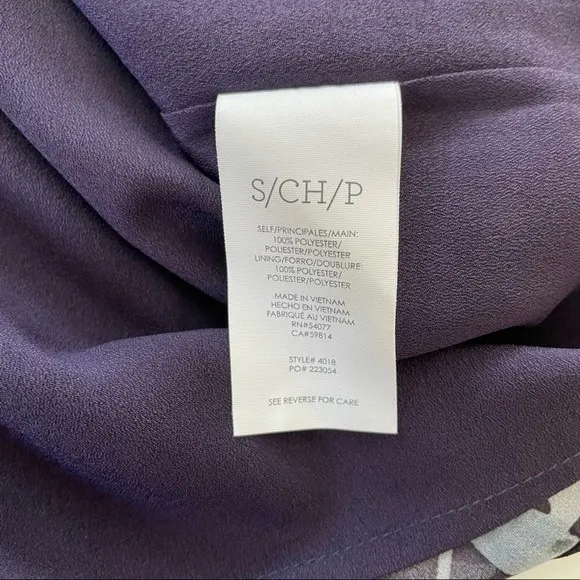 S/CH/P
SELF/PRINCIPALES/MAIN:
100% POLYESTER/
POLIESTER/POLYESTER
LINING/FORRO/DOUBLURE:
100% POLYESTER/
POLIESTER/POLYESTER
MADE IN VIETNAM
HECHO EN VIETNAM
FABRIQUÉ AU VIETNAM
RN#54077
CA#59814
STYLE# 4018
PO# 223054
SEE REVERSE FOR CARE